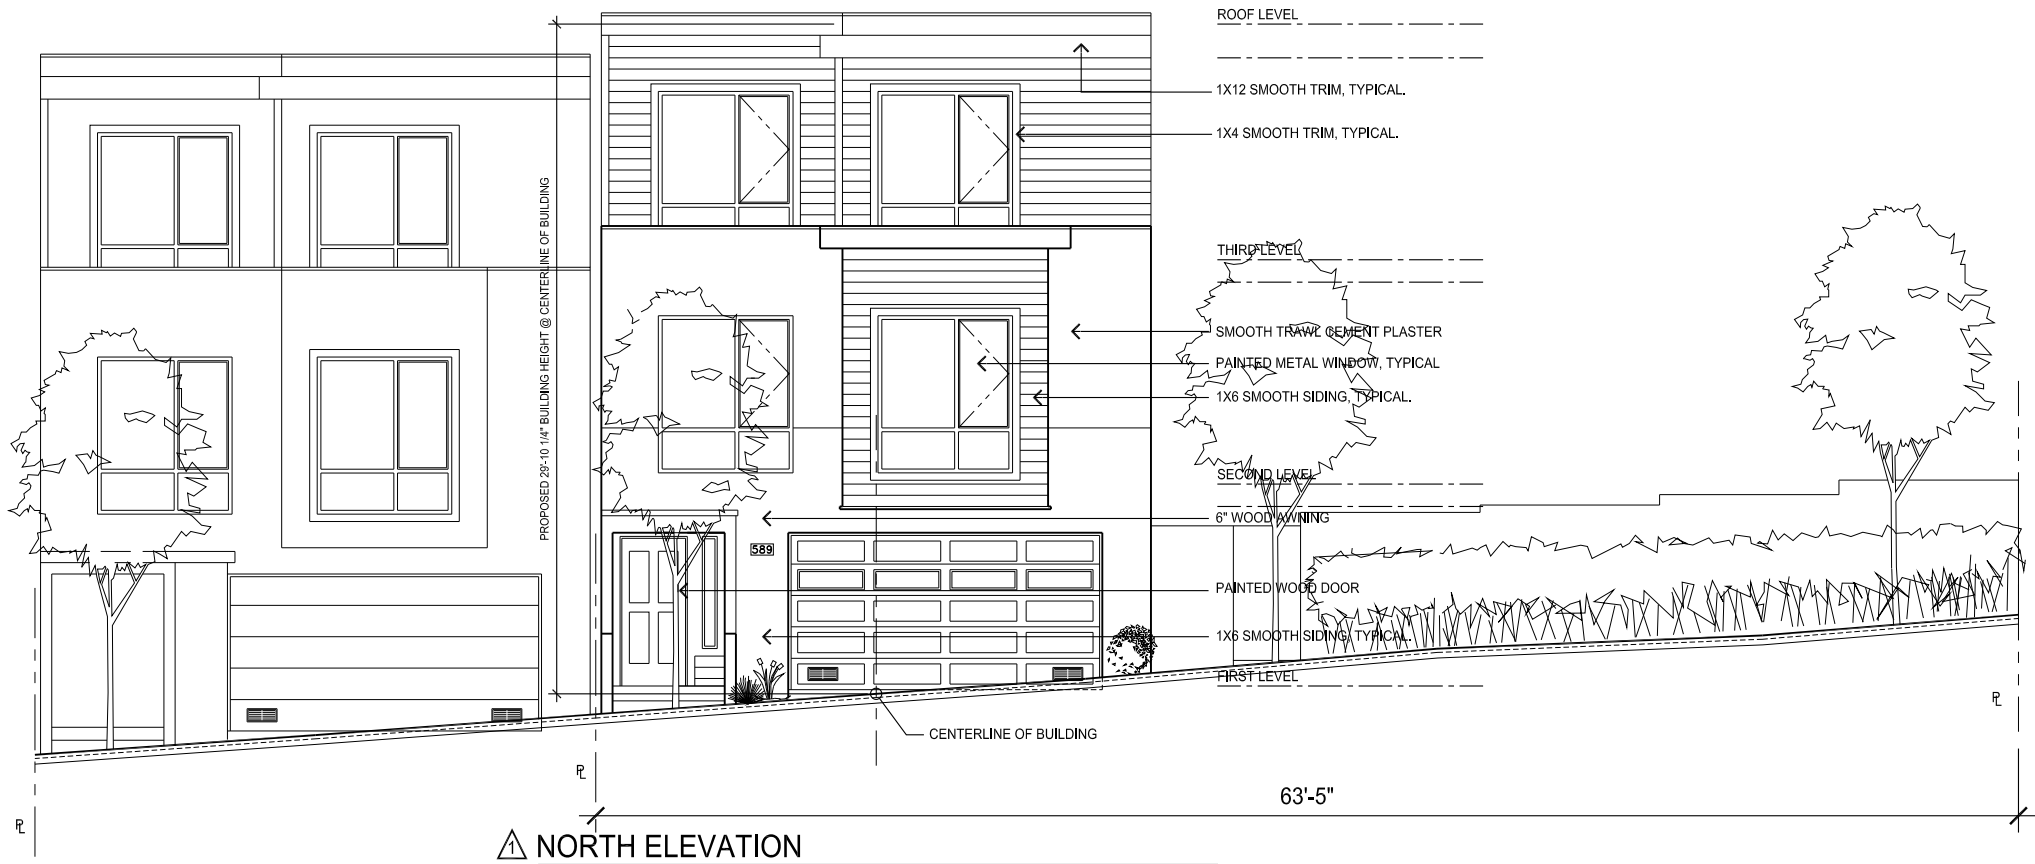 ROOF LEVEL
1X12 SMOOTH TRIM, TYPICAL.
1X4 SMOOTH TRIM, TYPICAL.
PROPOSED 29'-10 1/4" BUILDING HEIGHT @ CENTERLINE OF BUILDING
THIRD LEVEL
SMOOTH TRAWL CEMENT PLASTER
PAINTED METAL WINDOW, TYPICAL
1X6 SMOOTH SIDING, TYPICAL.
SECOND LEVEL
6" WOOD AWNING
589
PAINTED WOOD DOOR
1X6 SMOOTH SIDING, TYPICAL.
FIRST LEVEL
PL
CENTERLINE OF BUILDING
PL
63'-5"
PL
1 NORTH ELEVATION